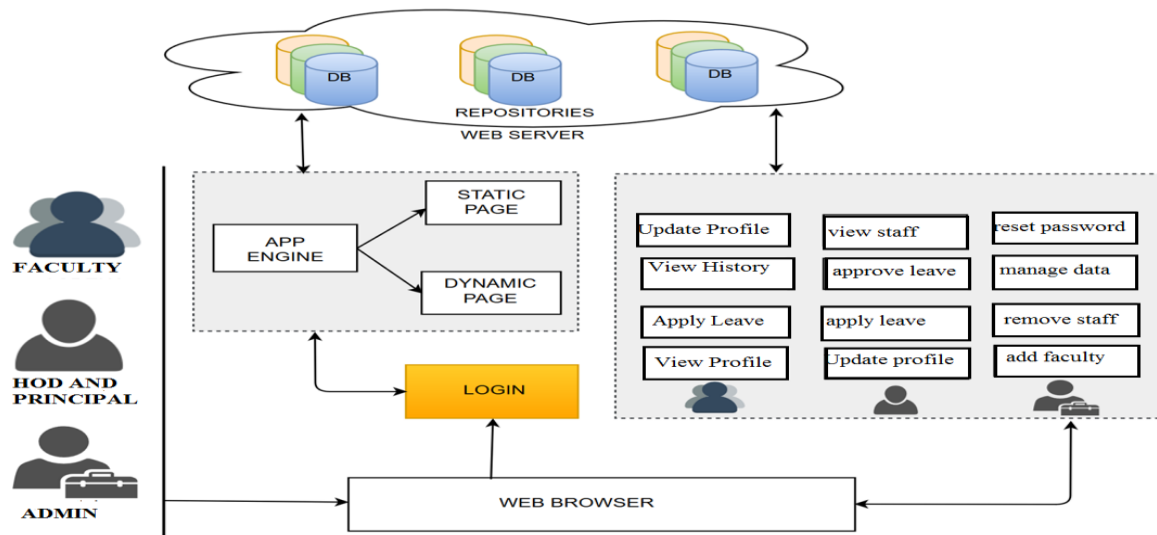 DB
DB
DB
REPOSITORIES
WEB SERVER
FACULTY
HOD AND
PRINCIPAL
ADMIN
APP
ENGINE
STATIC
PAGE
DYNAMIC
PAGE
LOGIN
WEB BROWSER
Update Profile
view staff
reset password
View History
approve leave
manage data
Apply Leave
apply leave
remove staff
View Profile
Update profile
add faculty